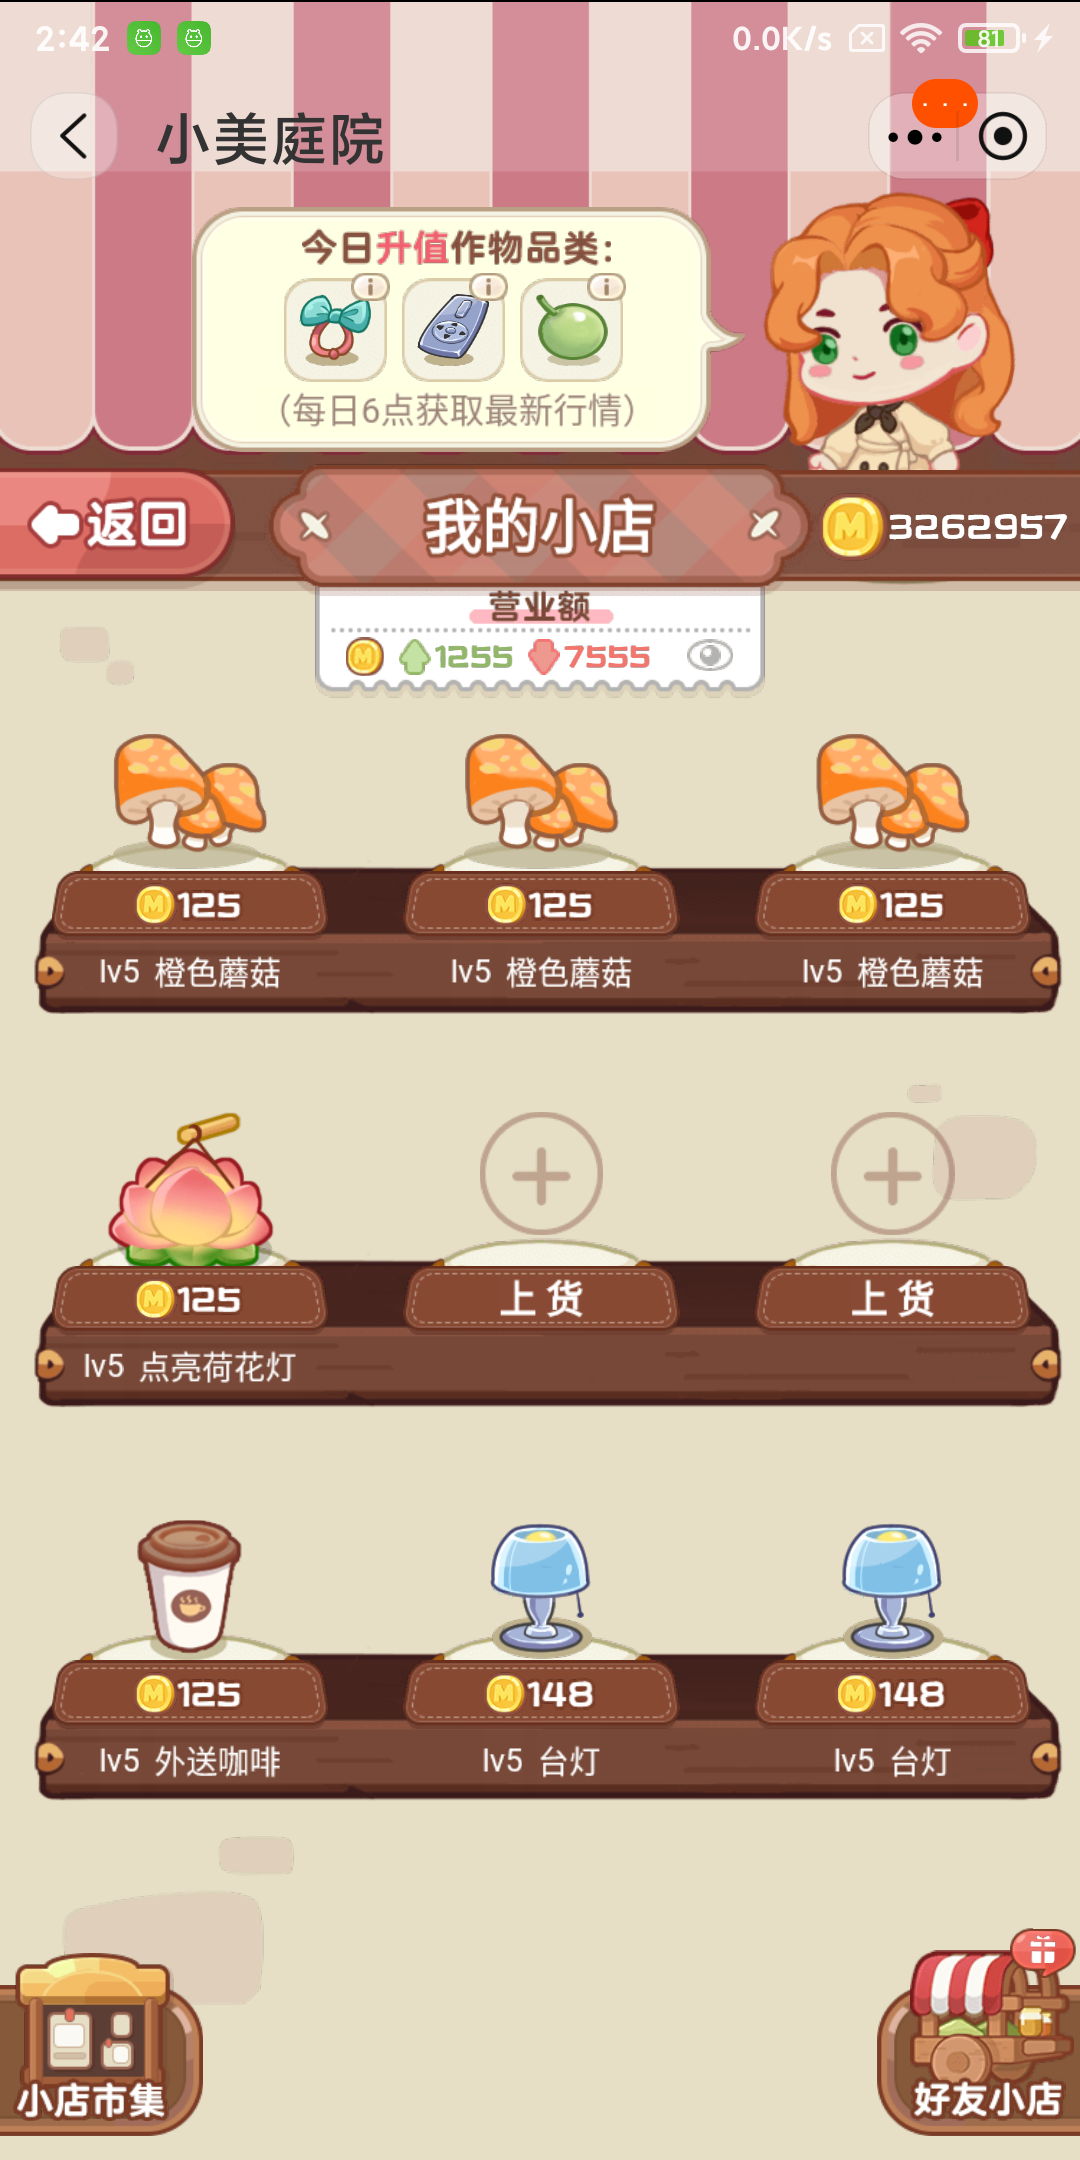 2:42
0.0K/s
81
小美庭院
今日升值作物品类：
（每日6点获取最新行情）
返回
我的小店
3262957
营业额
1255 7555
125 125 125
lv5 橙色蘑菇 lv5 橙色蘑菇 lv5 橙色蘑菇
125 上货 上货
lv5 点亮荷花灯
125 148 148
lv5 外送咖啡 lv5 台灯 lv5 台灯
小店市集
好友小店